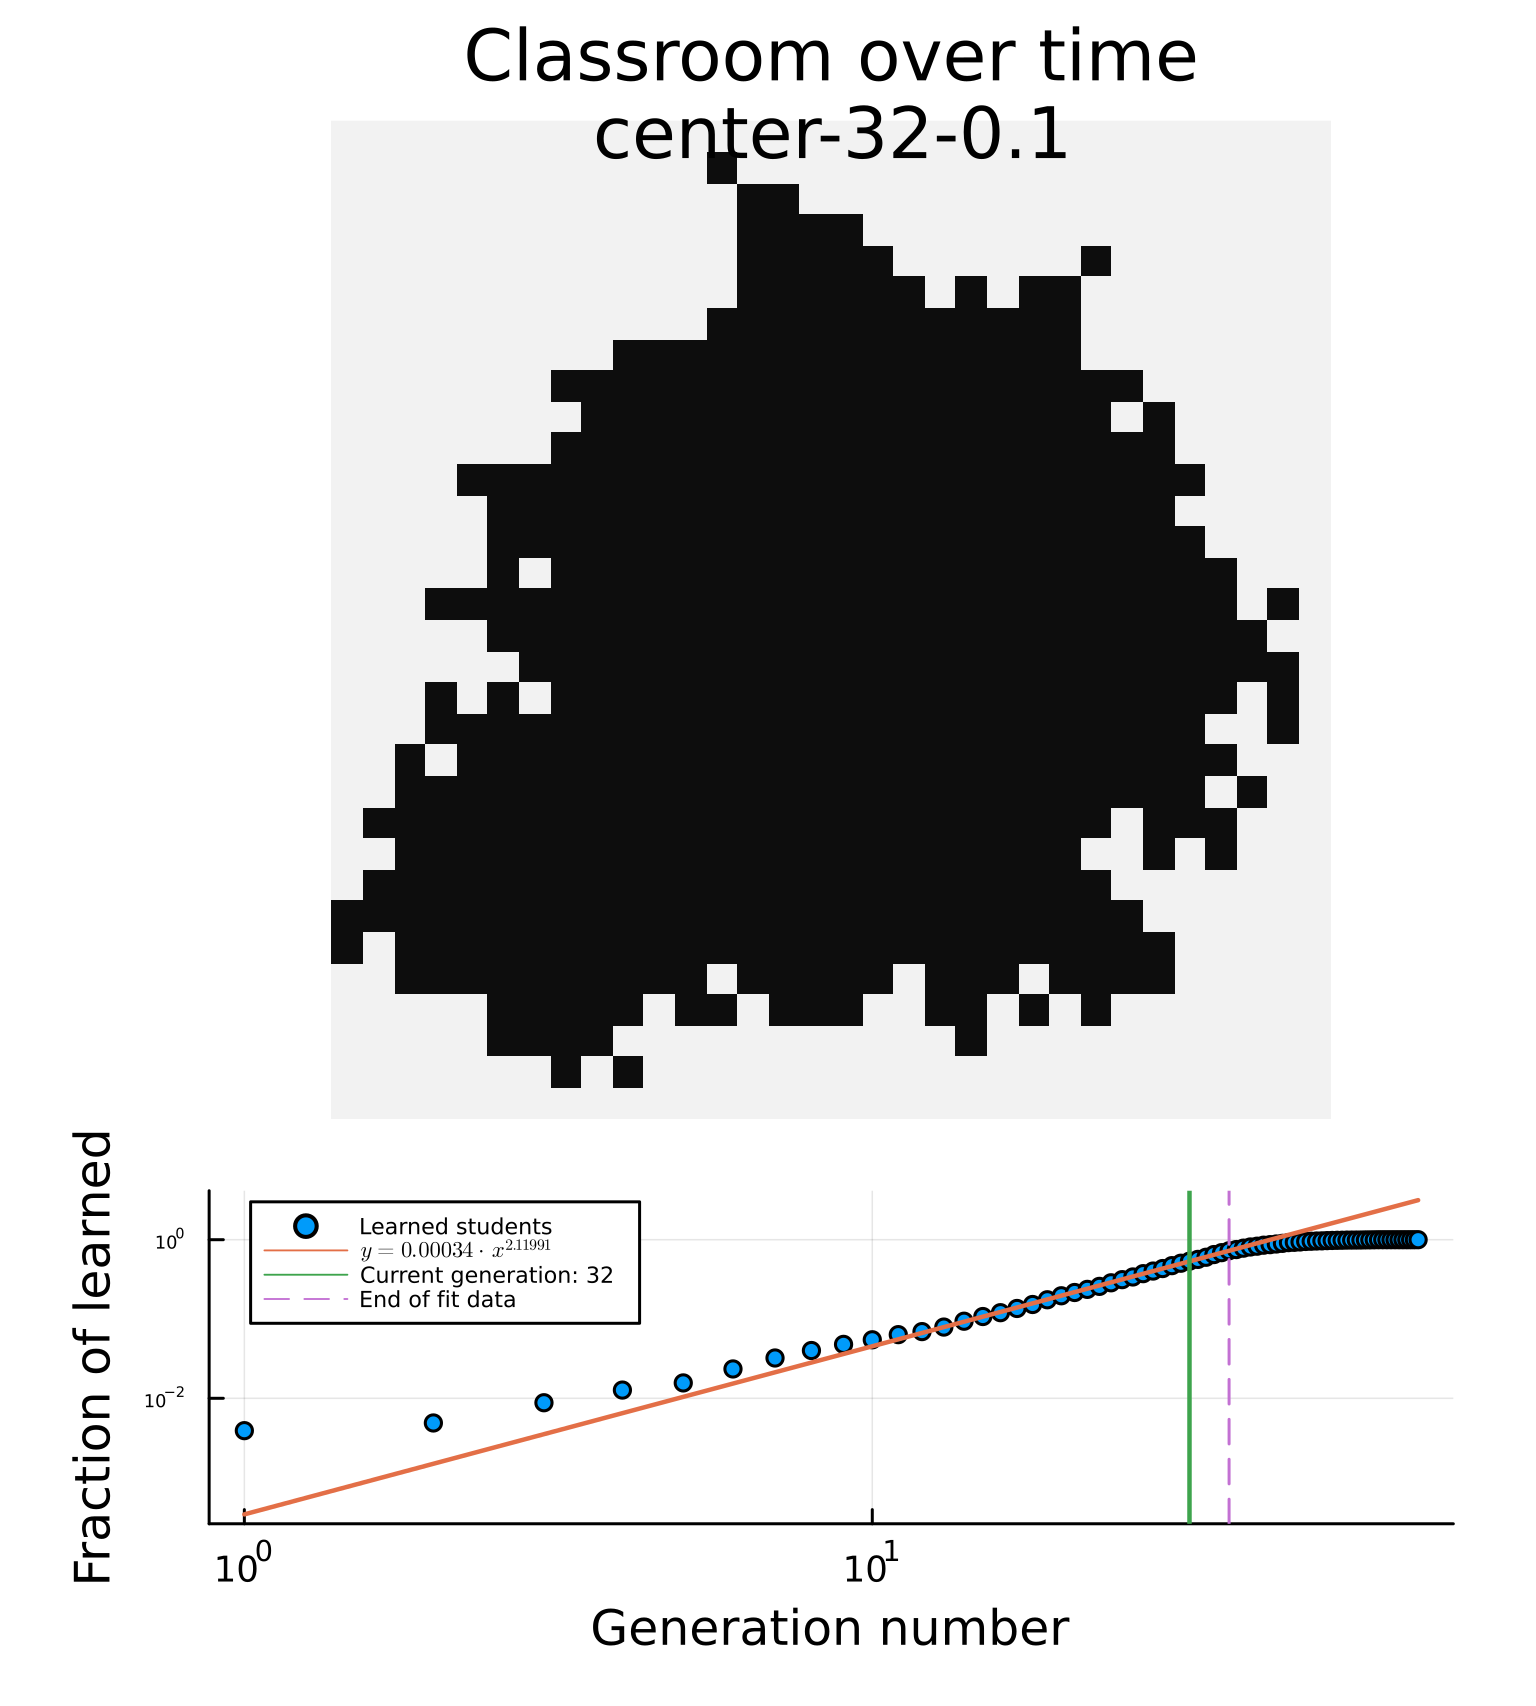 Classroom over time
center-32-0.1
Fraction of learned
10^0
10^-2
Learned students
y = 0.00034 · x^2.11991
Current generation: 32
End of fit data
10^0
10^1
Generation number